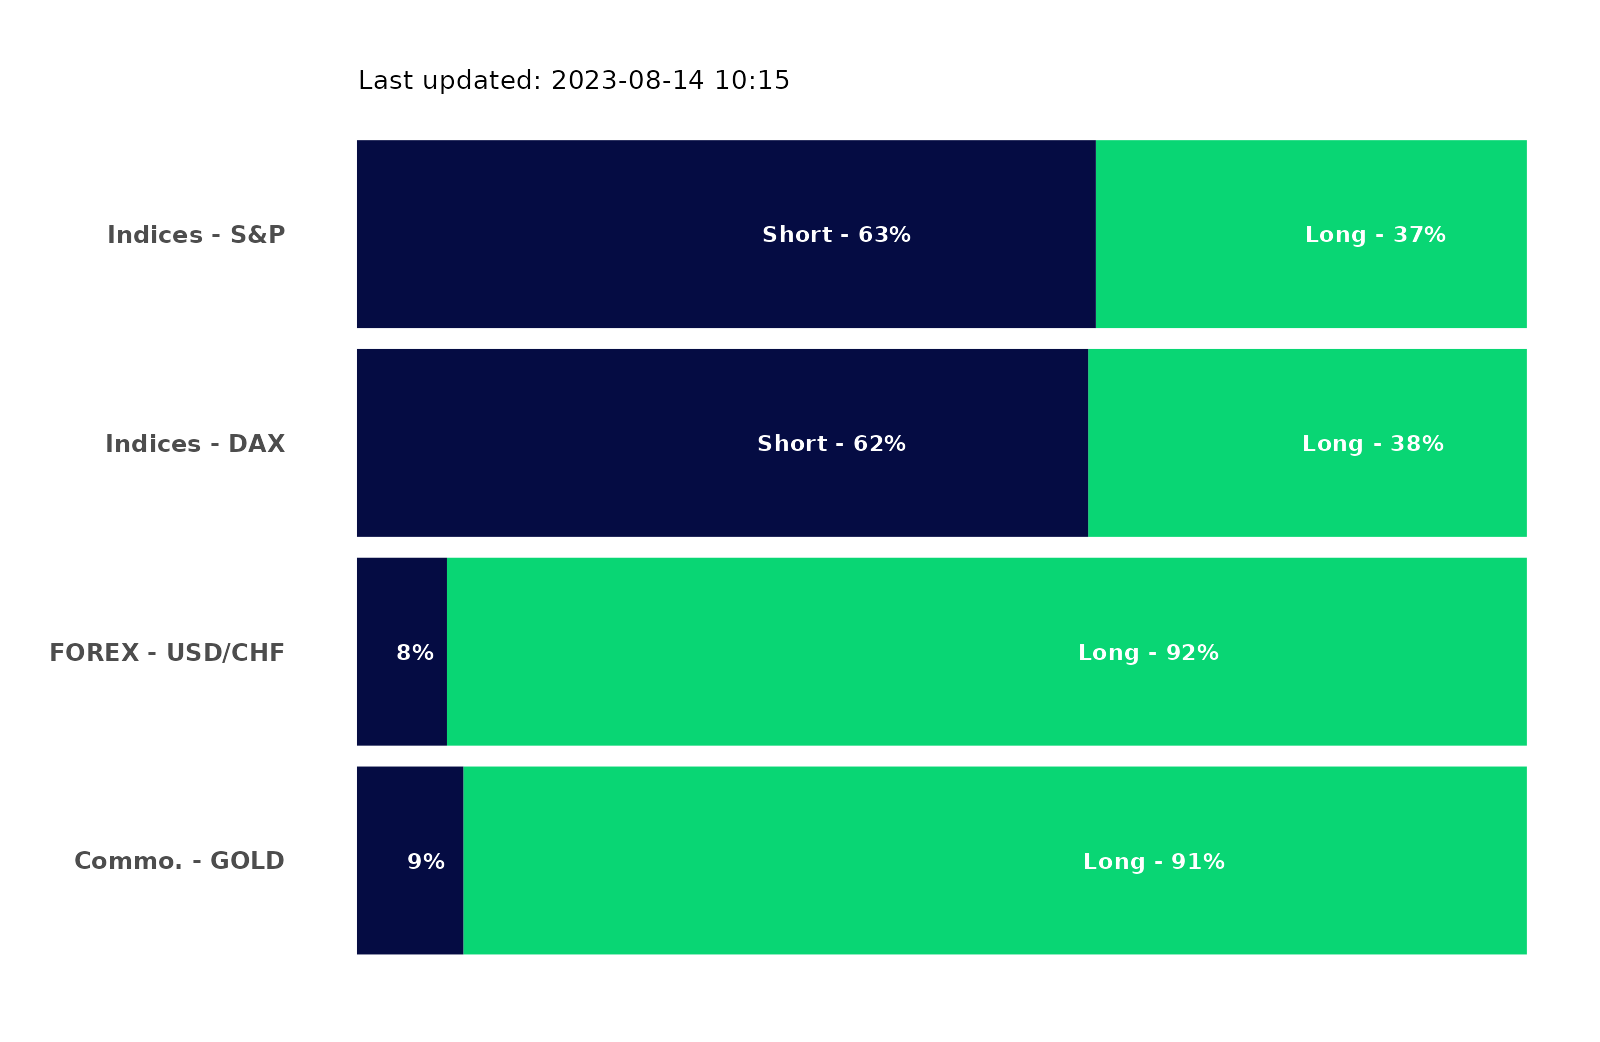 Last updated: 2023-08-14 10:15
Indices - S&P Short - 63% Long - 37%
Indices - DAX Short - 62% Long - 38%
FOREX - USD/CHF 8% Long - 92%
Commo. - GOLD 9% Long - 91%